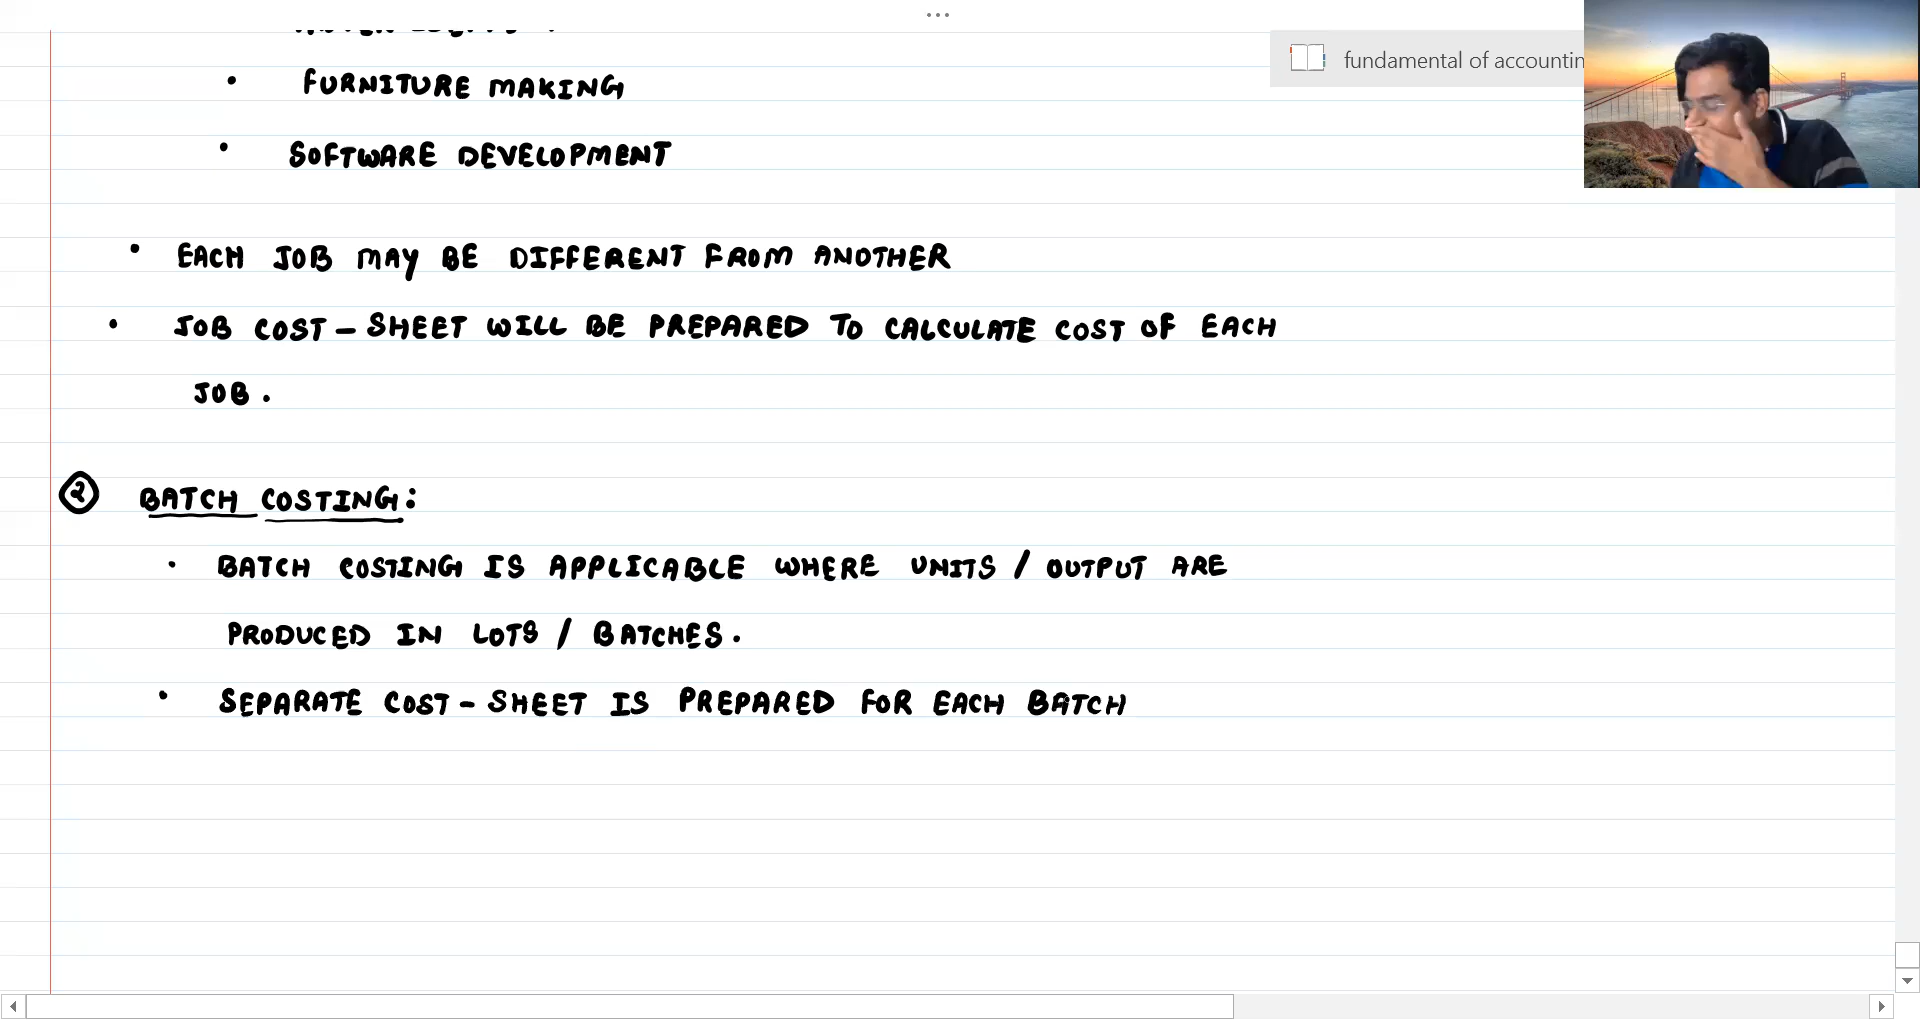 fundamental of accountin
• FURNITURE MAKING
• SOFTWARE DEVELOPMENT
• EACH JOB MAY BE DIFFERENT FROM ANOTHER
• JOB COST - SHEET WILL BE PREPARED TO CALCULATE COST OF EACH
JOB.
② BATCH COSTING:
• BATCH COSTING IS APPLICABLE WHERE UNITS / OUTPUT ARE
PRODUCED IN LOTS / BATCHES.
• SEPARATE COST - SHEET IS PREPARED FOR EACH BATCH